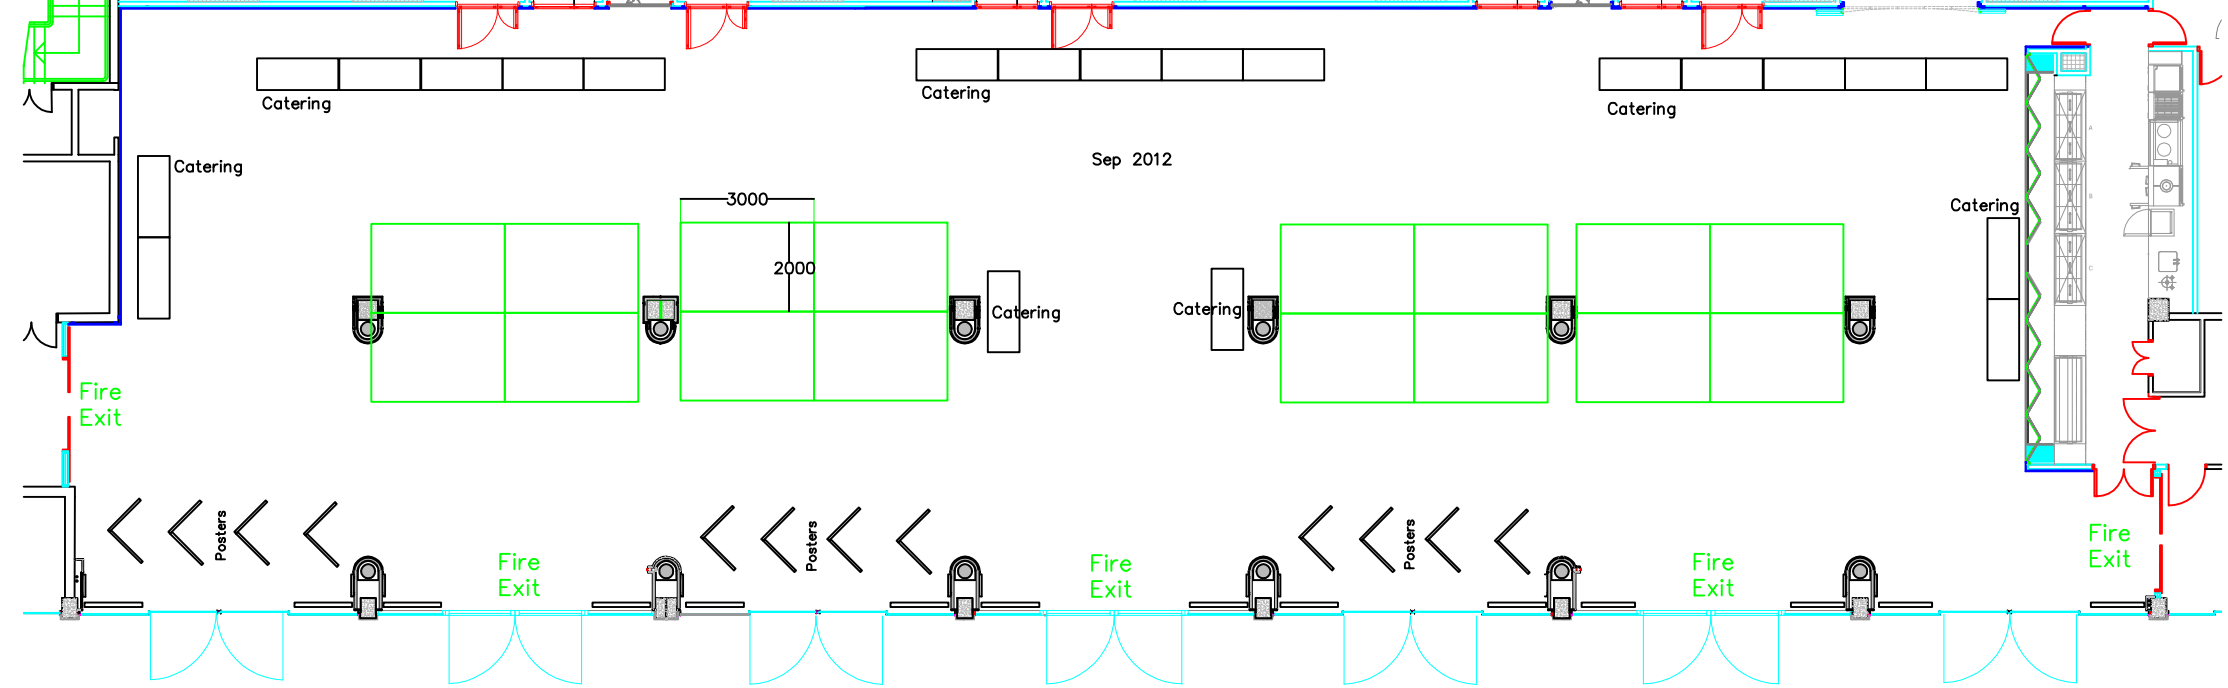 Catering
Catering
Catering
Catering
Sep 2012
3000
Catering
2000
Catering
Catering
Fire
Exit
Posters
Posters
Posters
Fire
Exit
Fire
Exit
Fire
Exit
Fire
Exit
A
B
C